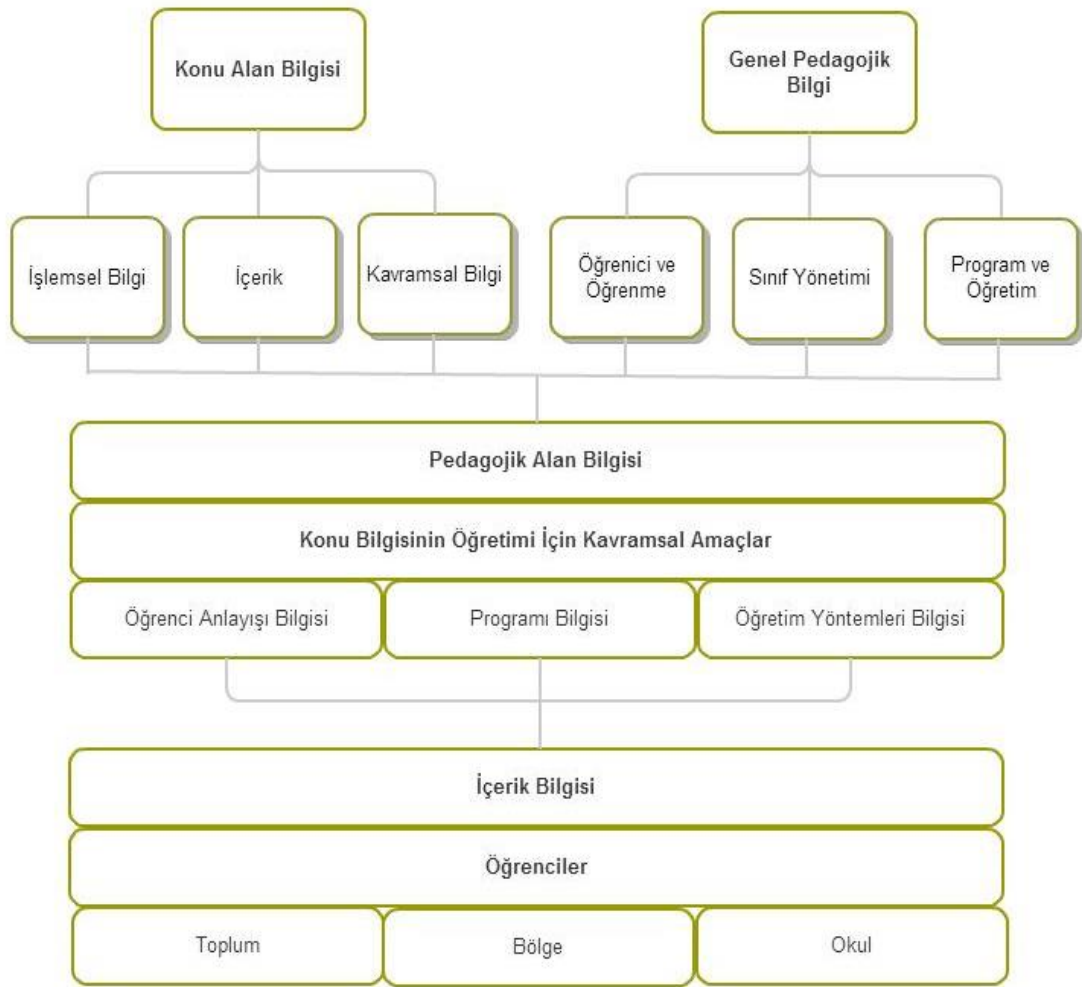 Konu Alan Bilgisi
Genel Pedagojik
Bilgi
İşlemsel Bilgi
İçerik
Kavramsal Bilgi
Öğrenici ve
Öğrenme
Sınıf Yönetimi
Program ve
Öğretim
Pedagojik Alan Bilgisi
Konu Bilgisinin Öğretimi İçin Kavramsal Amaçlar
Öğrenci Anlayışı Bilgisi
Programı Bilgisi
Öğretim Yöntemleri Bilgisi
İçerik Bilgisi
Öğrenciler
Toplum
Bölge
Okul